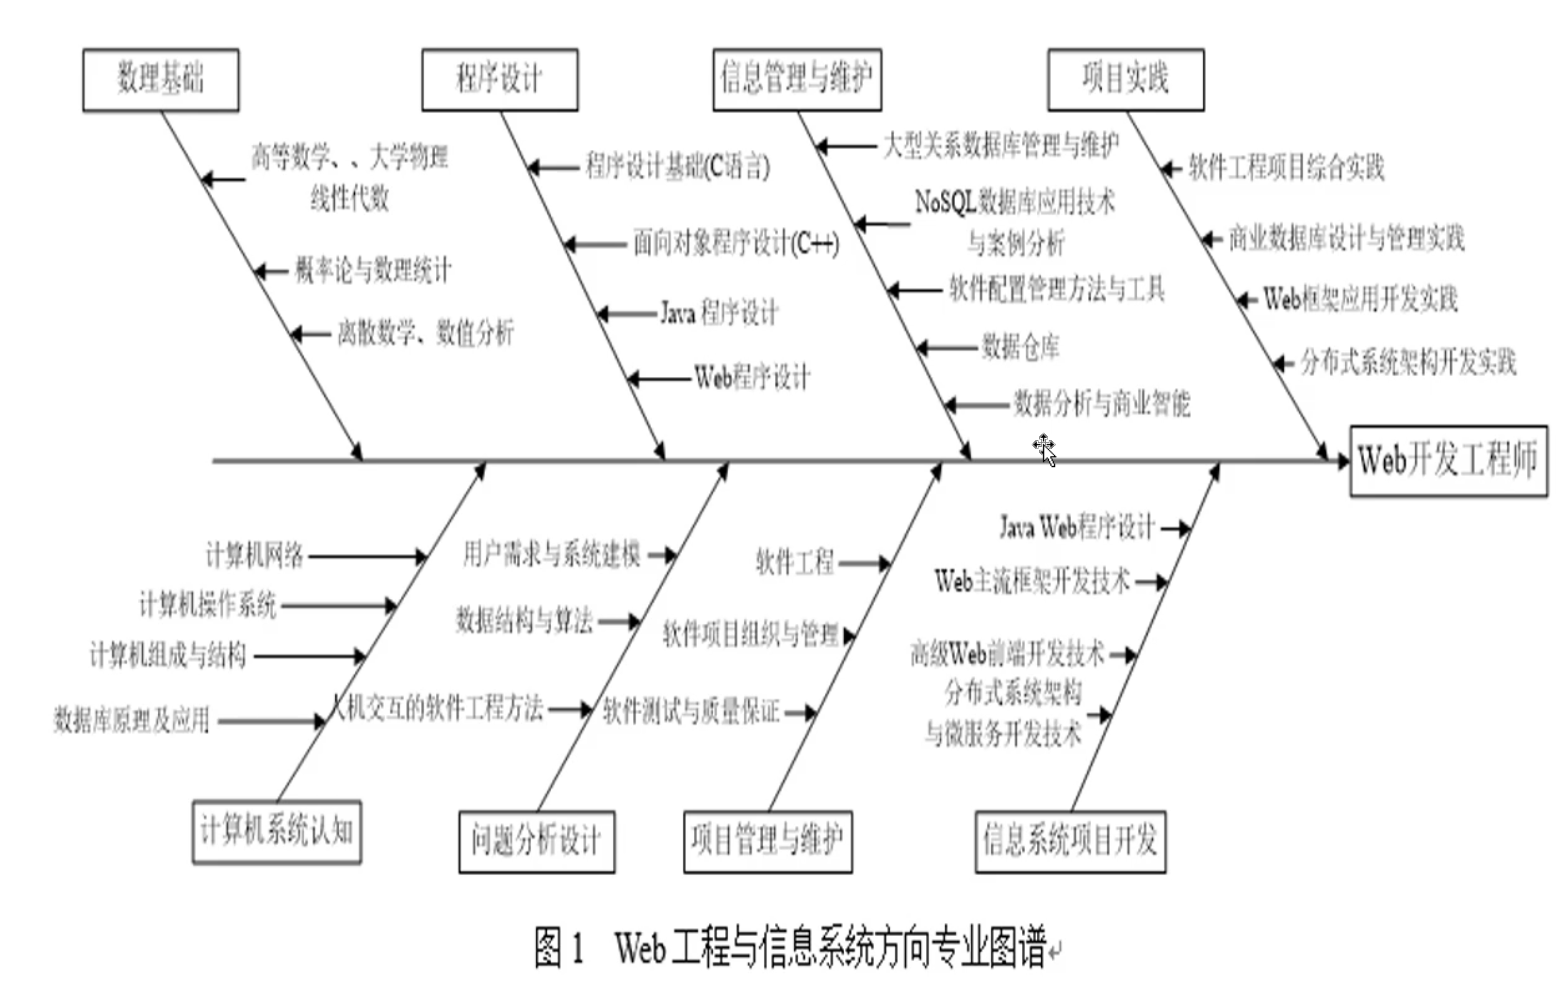 数理基础
程序设计
信息管理与维护
项目实践
高等数学、、大学物理
线性代数
概率论与数理统计
离散数学、数值分析
程序设计基础(C语言)
面向对象程序设计(C++)
Java 程序设计
Web程序设计
大型关系数据库管理与维护
NoSQL数据库应用技术
与案例分析
软件配置管理方法与工具
数据仓库
数据分析与商业智能
软件工程项目综合实践
商业数据库设计与管理实践
Web框架应用开发实践
分布式系统架构开发实践
Web开发工程师
计算机网络
计算机操作系统
计算机组成与结构
数据库原理及应用
用户需求与系统建模
数据结构与算法
人机交互的软件工程方法
软件工程
软件项目组织与管理
软件测试与质量保证
Java Web程序设计
Web主流框架开发技术
高级Web前端开发技术
分布式系统架构
与微服务开发技术
计算机系统认知
问题分析设计
项目管理与维护
信息系统项目开发
图 1 Web 工程与信息系统方向专业图谱